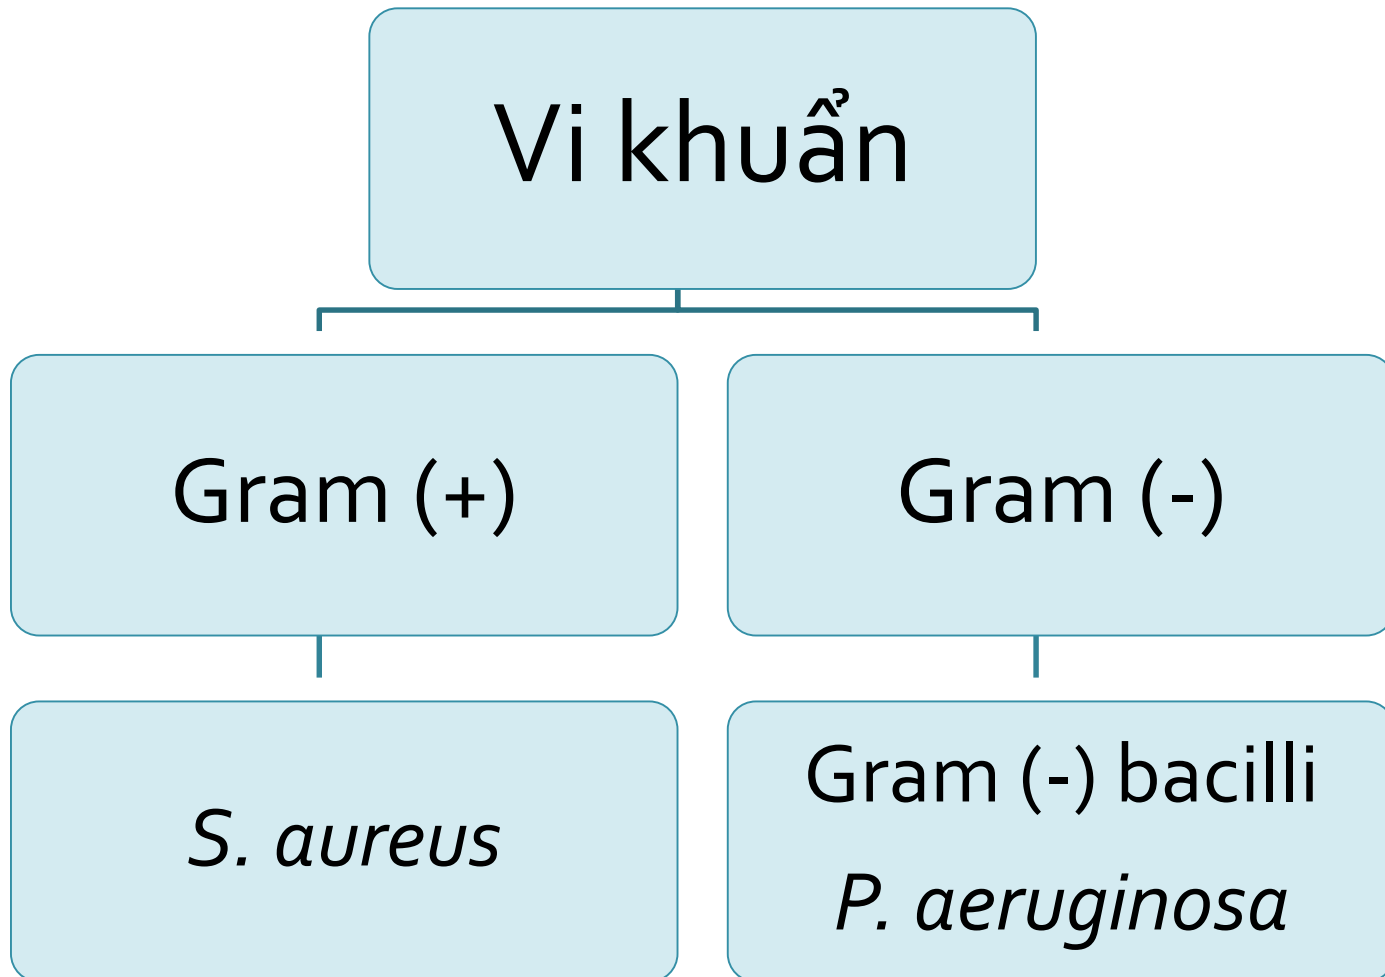 Vi khuẩn
Gram (+)
Gram (-)
S. aureus
Gram (-) bacilli
P. aeruginosa